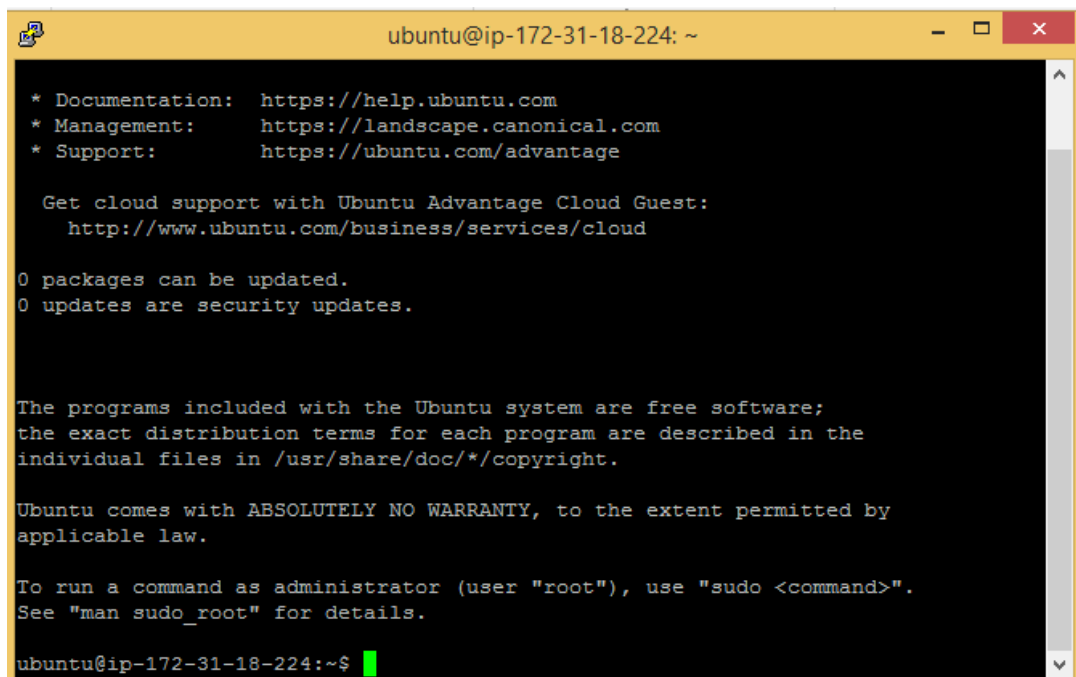 ubuntu@ip-172-31-18-224: ~
* Documentation:  https://help.ubuntu.com
* Management:     https://landscape.canonical.com
* Support:        https://ubuntu.com/advantage
Get cloud support with Ubuntu Advantage Cloud Guest:
http://www.ubuntu.com/business/services/cloud
0 packages can be updated.
0 updates are security updates.
The programs included with the Ubuntu system are free software;
the exact distribution terms for each program are described in the
individual files in /usr/share/doc/*/copyright.
Ubuntu comes with ABSOLUTELY NO WARRANTY, to the extent permitted by
applicable law.
To run a command as administrator (user "root"), use "sudo <command>".
See "man sudo_root" for details.
ubuntu@ip-172-31-18-224:~$